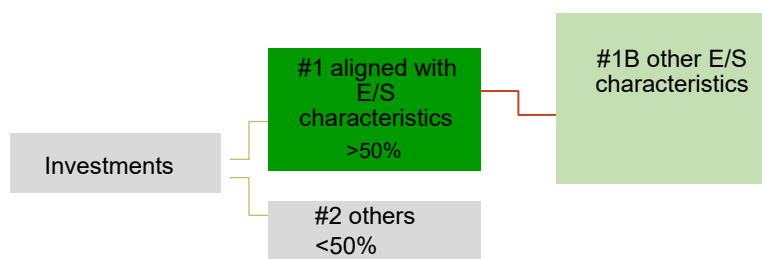 Investments
#1 aligned with
E/S
characteristics
>50%
#2 others
<50%
#1B other E/S
characteristics